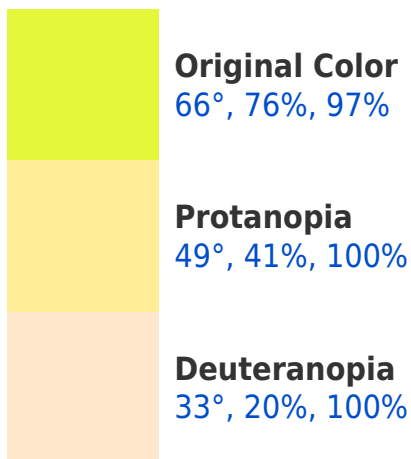 Original Color
66°, 76%, 97%
Protanopia
49°, 41%, 100%
Deuteranopia
33°, 20%, 100%